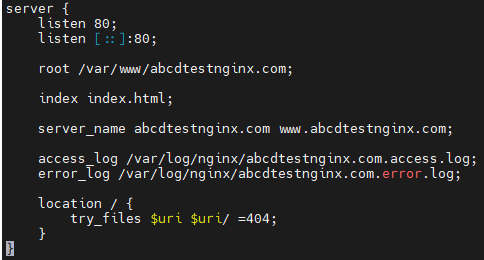 server {
    listen 80;
    listen [::]:80;

    root /var/www/abcdtestnginx.com;

    index index.html;

    server_name abcdtestnginx.com www.abcdtestnginx.com;

    access_log /var/log/nginx/abcdtestnginx.com.access.log;
    error_log /var/log/nginx/abcdtestnginx.com.error.log;

    location / {
        try_files $uri $uri/ =404;
    }
}